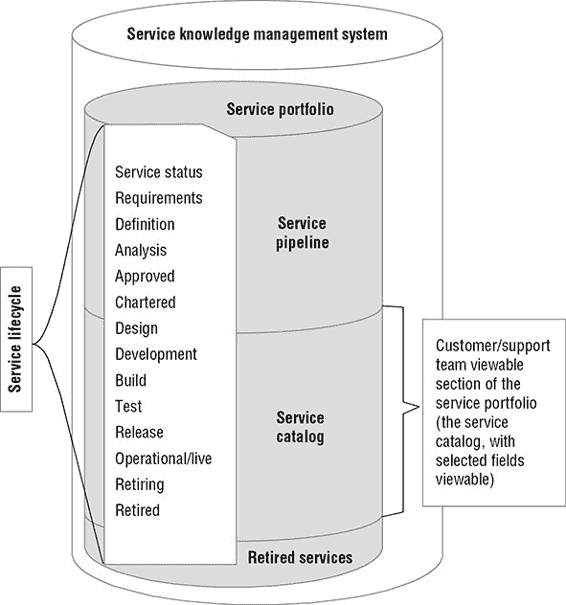 Service knowledge management system
Service portfolio
Service status
Requirements
Definition
Analysis
Approved
Chartered
Design
Development
Build
Test
Release
Operational/live
Retiring
Retired
Service
pipeline
Service
catalog
Retired services
Service lifecycle
Customer/support
team viewable
section of the
service portfolio
(the service
catalog, with
selected fields
viewable)